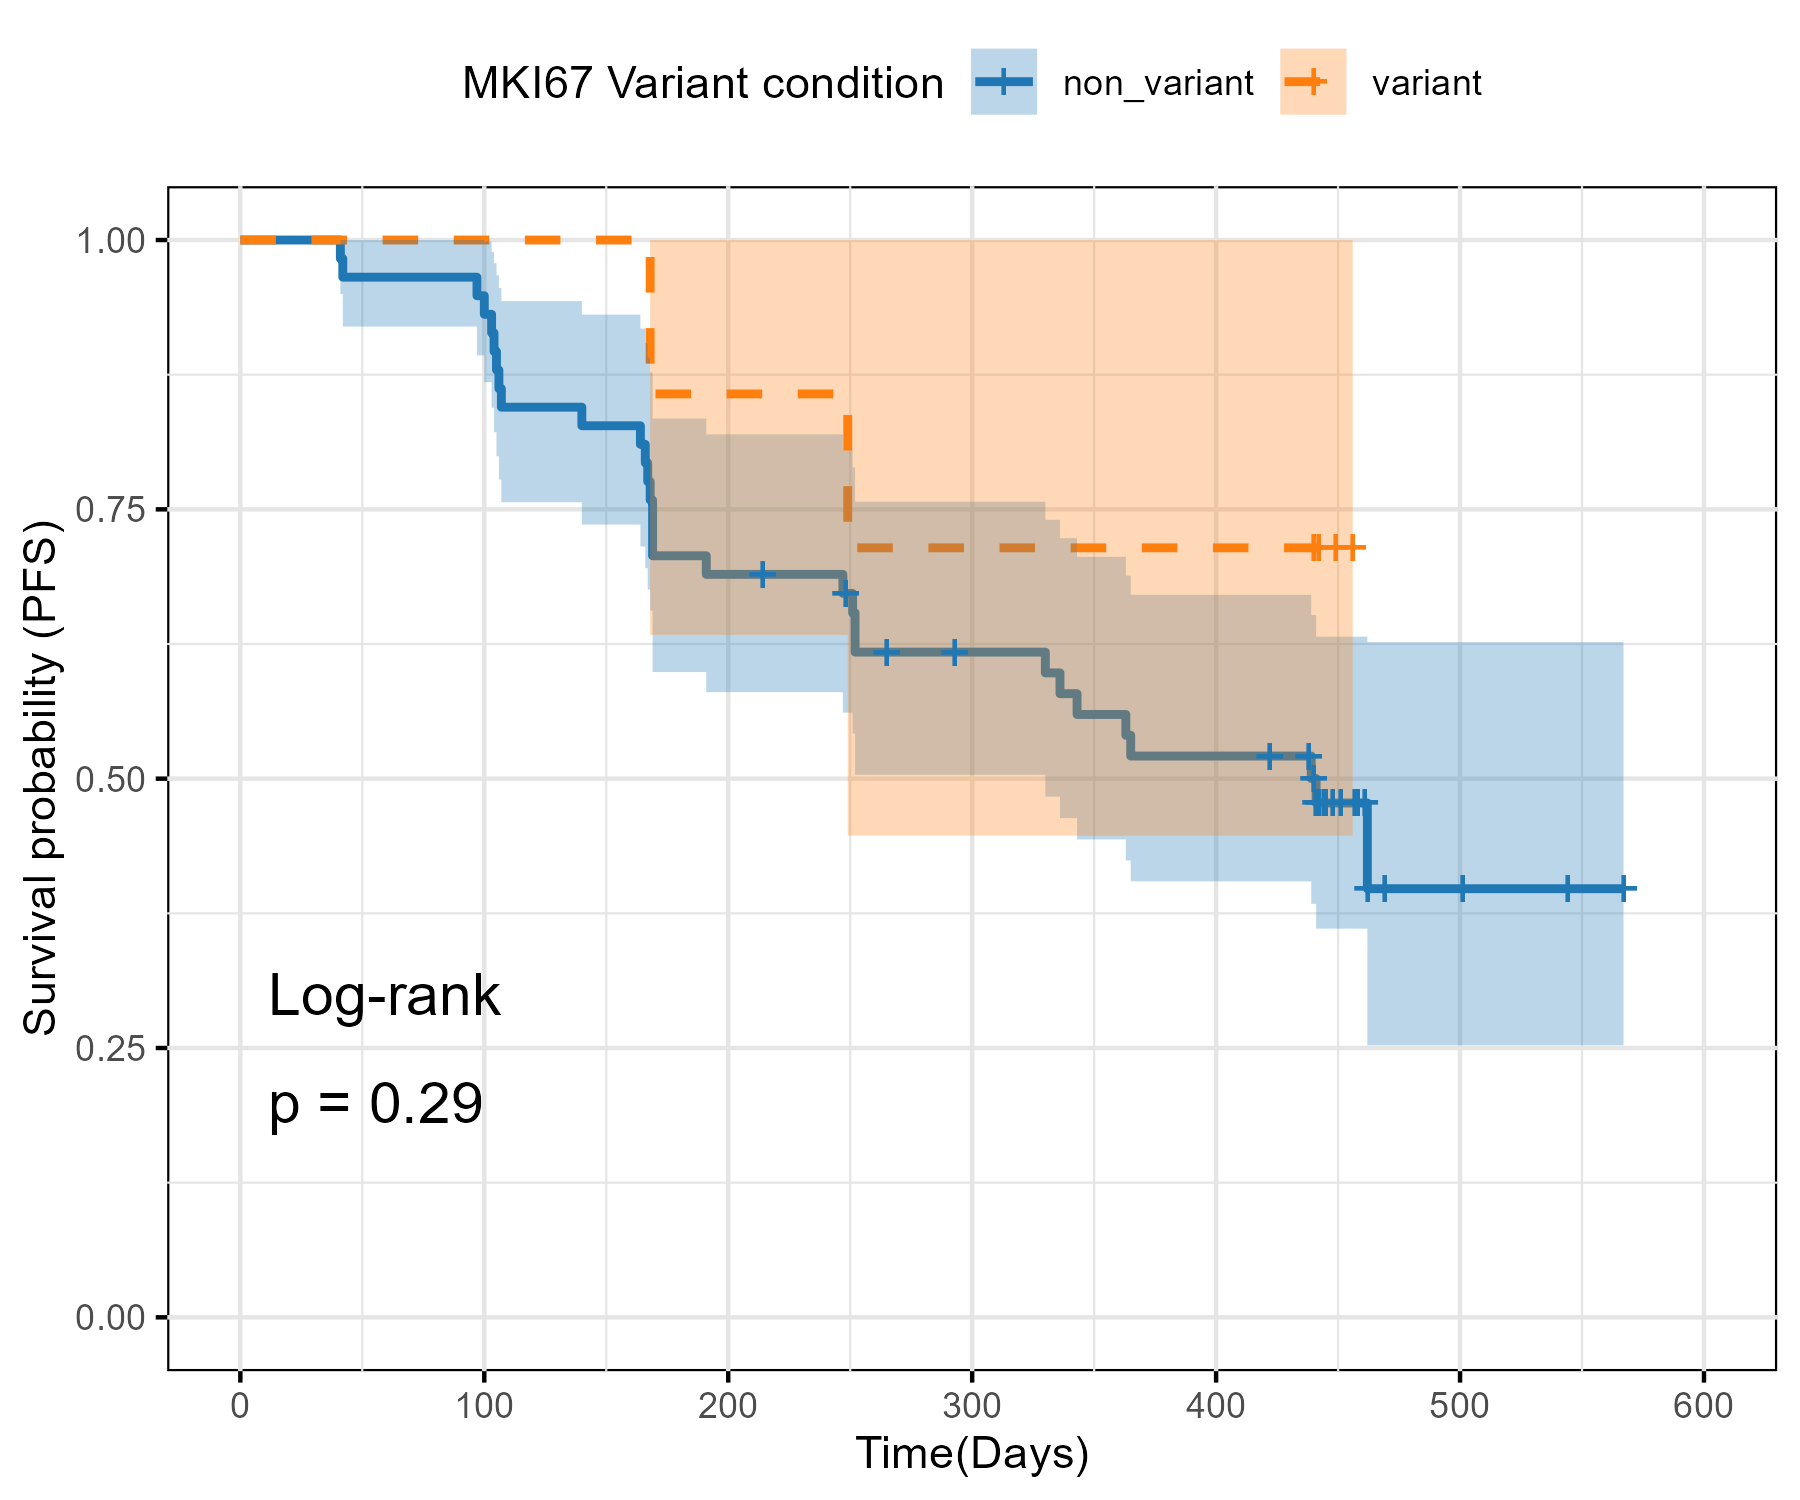 MKI67 Variant condition non_variant variant
1.00
0.75
0.50
0.25
0.00
Survival probability (PFS)
Log-rank
p = 0.29
0 100 200 300 400 500 600
Time(Days)